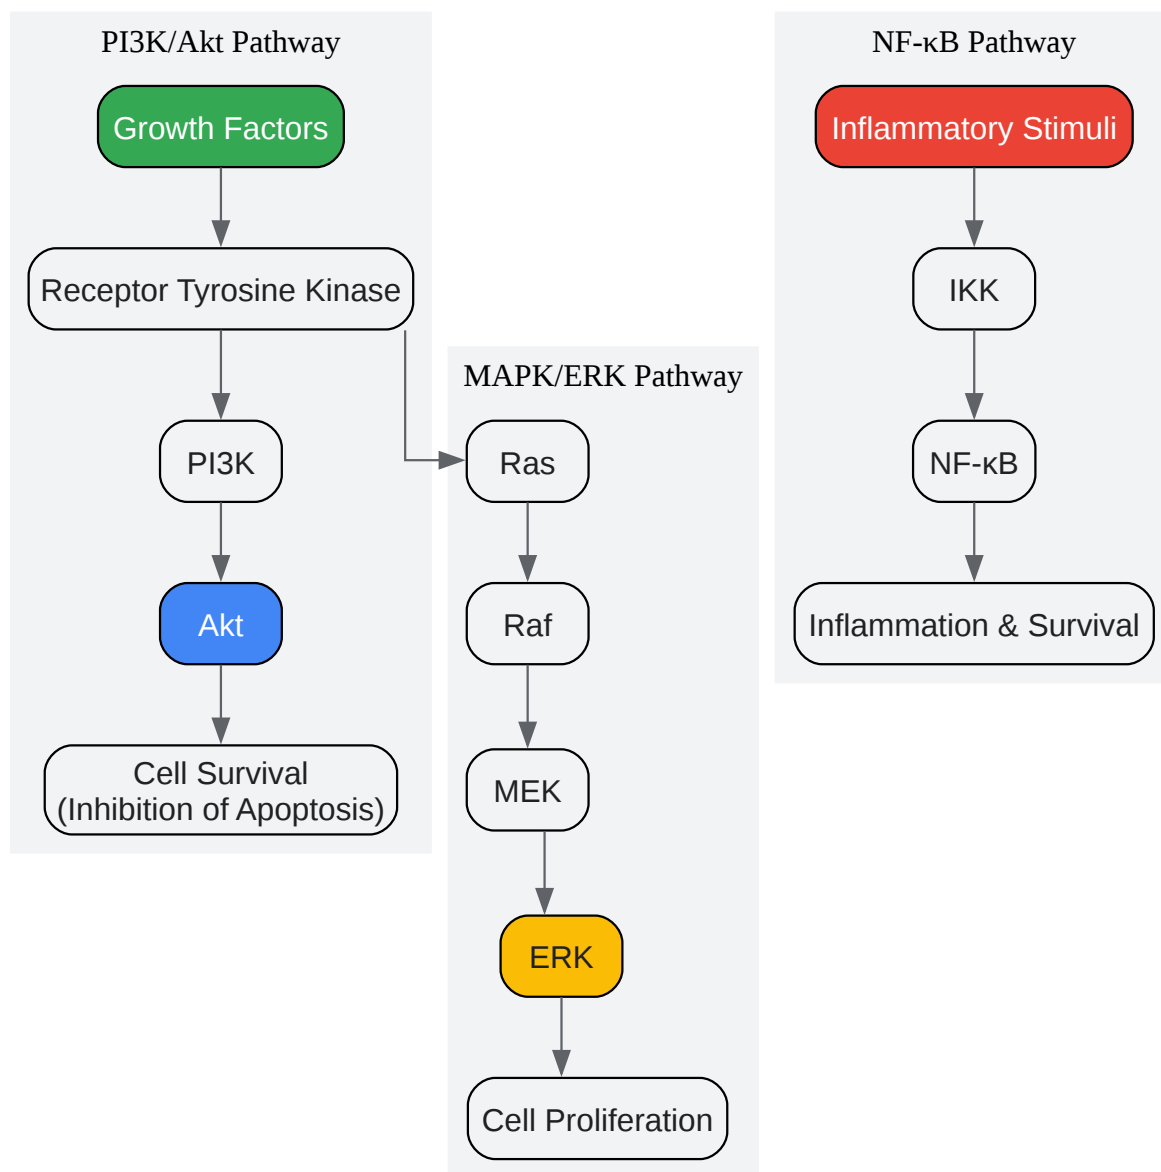 PI3K/Akt Pathway
Growth Factors
Receptor Tyrosine Kinase
PI3K
Akt
Cell Survival
(Inhibition of Apoptosis)
MAPK/ERK Pathway
Ras
Raf
MEK
ERK
Cell Proliferation
NF-κB Pathway
Inflammatory Stimuli
IKK
NF-κB
Inflammation & Survival